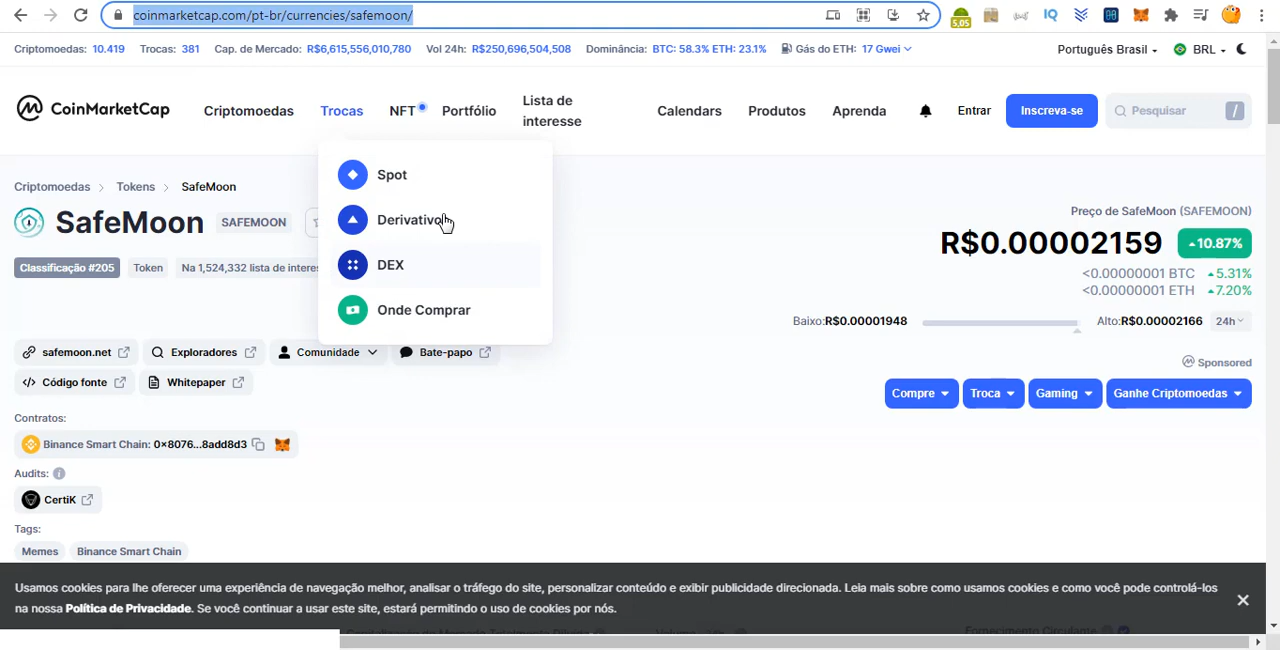 coinmarketcap.com/pt-br/currencies/safemoon/
5,05
IQ
Criptomoedas: 10.419 Trocas: 381 Cap. de Mercado: R$6,615,556,010,780 Vol 24h: R$250,696,504,508 Dominância: BTC: 58.3% ETH: 23.1% Gás do ETH: 17 Gwei Português Brasil BRL
CoinMarketCap
Criptomoedas Trocas NFT Portfólio Lista de interesse Calendars Produtos Aprenda Entrar Inscreva-se Pesquisar /
Spot
Derivativo
DEX
Onde Comprar
Criptomoedas Tokens SafeMoon
SafeMoon SAFEMOON
Classificação #205 Token Na 1,524,332 lista de interes
Preço de SafeMoon (SAFEMOON)
R$0.00002159 10.87%
<0.00000001 BTC 5.31%
<0.00000001 ETH 7.20%
Baixo:R$0.00001948 Alto:R$0.00002166 24h
safemoon.net Exploradores Comunidade Bate-papo
Código fonte Whitepaper
Sponsored
Compre Troca Gaming Ganhe Criptomoedas
Contratos:
Binance Smart Chain: 0x8076...8add8d3
Audits:
CertiK
Tags:
Memes Binance Smart Chain
Usamos cookies para lhe oferecer uma experiência de navegação melhor, analisar o tráfego do site, personalizar conteúdo e exibir publicidade direcionada. Leia mais sobre como usamos cookies e como você pode controlá-los
na nossa Política de Privacidade. Se você continuar a usar este site, estará permitindo o uso de cookies por nós.